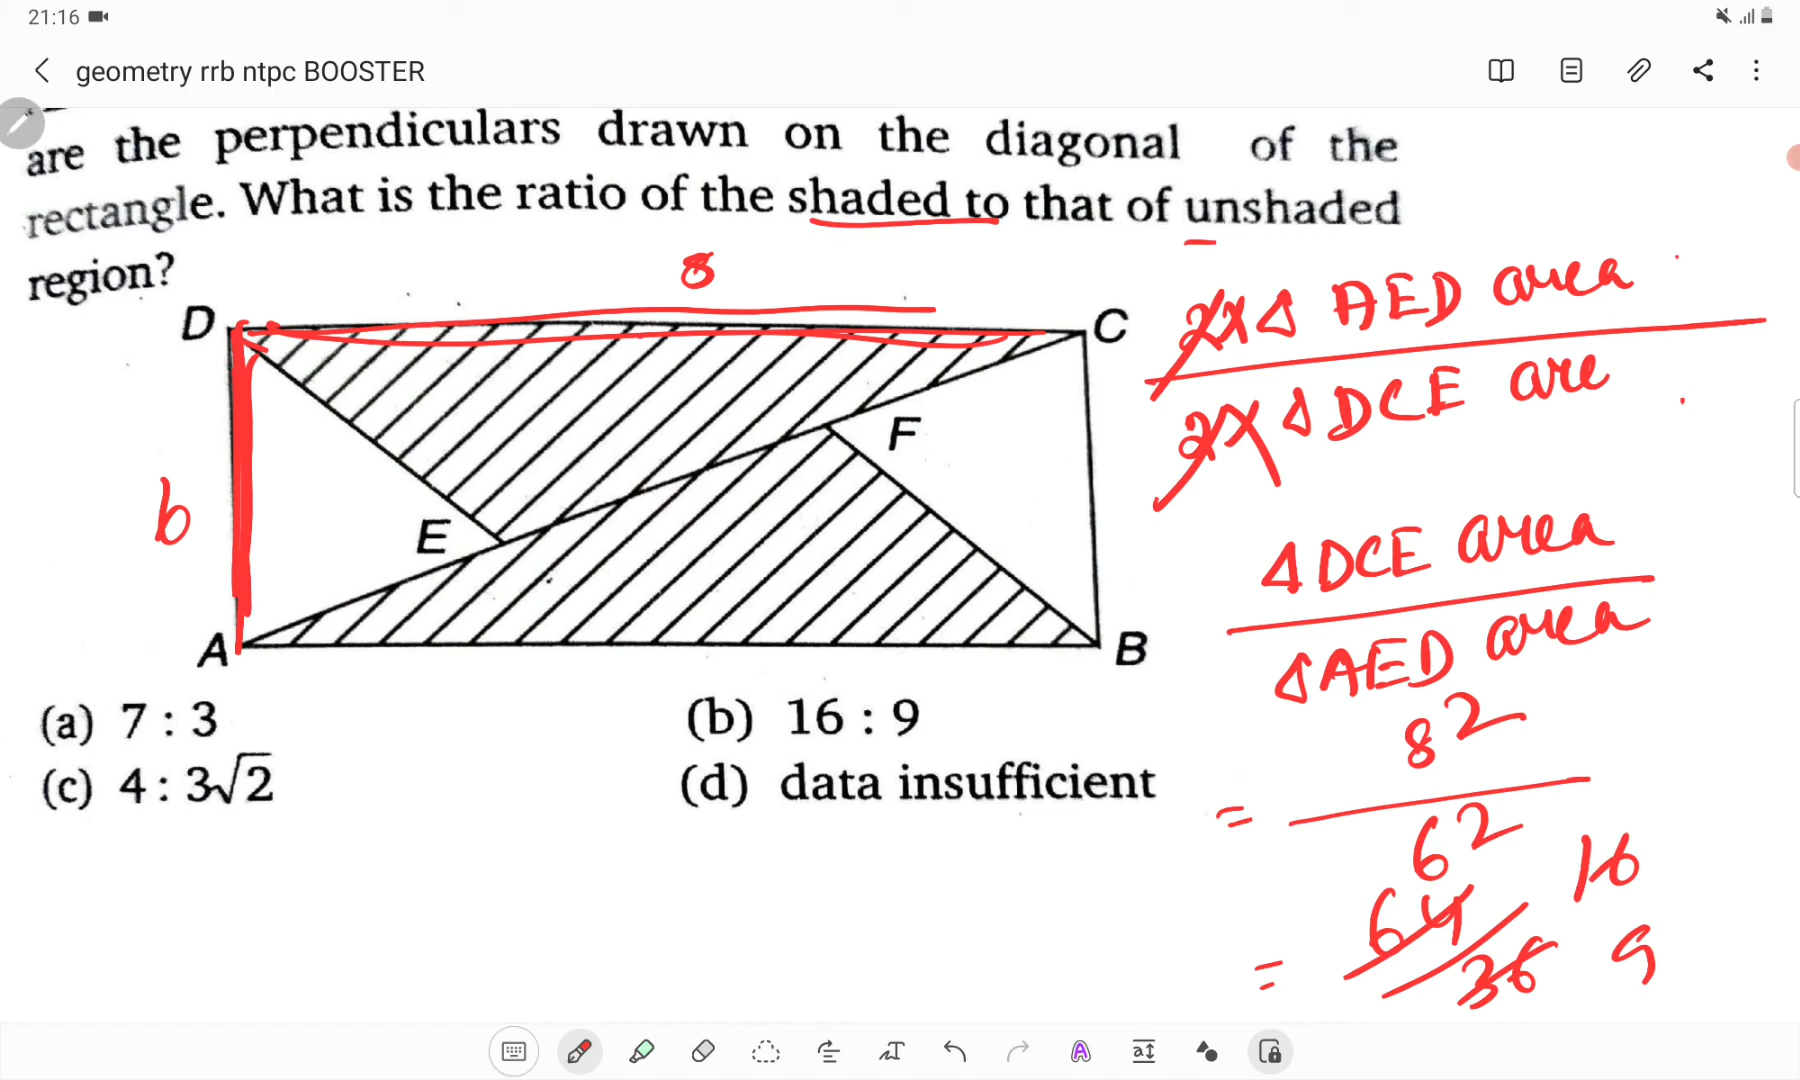 21:16
geometry rrb ntpc BOOSTER
are the perpendiculars drawn on the diagonal of the
rectangle. What is the ratio of the shaded to that of unshaded
region?
8
D
C
F
b
E
A
B
2x Δ AED area
2x Δ DCE are
Δ DCE area
Δ AED area
= 8²
6²
= 64 16
36 9
(a) 7 : 3
(b) 16 : 9
(c) 4 : 3√2
(d) data insufficient